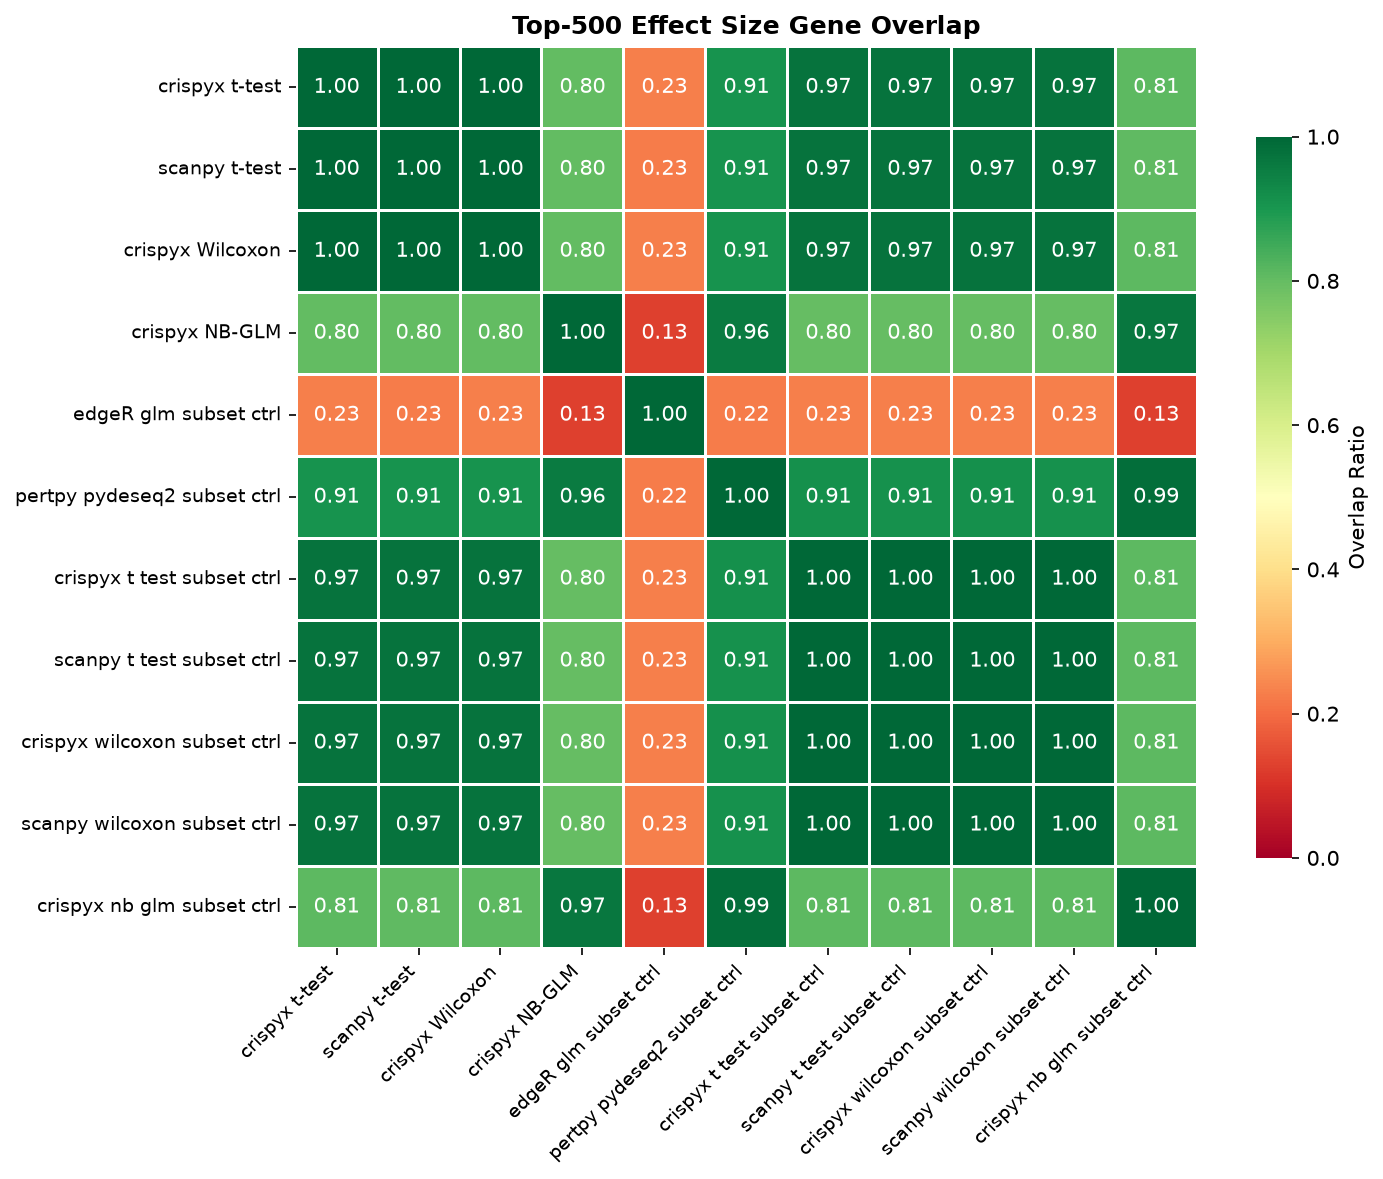 Top-500 Effect Size Gene Overlap
crispyx t-test 1.00 1.00 1.00 0.80 0.23 0.91 0.97 0.97 0.97 0.97 0.81
scanpy t-test 1.00 1.00 1.00 0.80 0.23 0.91 0.97 0.97 0.97 0.97 0.81
crispyx Wilcoxon 1.00 1.00 1.00 0.80 0.23 0.91 0.97 0.97 0.97 0.97 0.81
crispyx NB-GLM 0.80 0.80 0.80 1.00 0.13 0.96 0.80 0.80 0.80 0.80 0.97
edgeR glm subset ctrl 0.23 0.23 0.23 0.13 1.00 0.22 0.23 0.23 0.23 0.23 0.13
pertpy pydeseq2 subset ctrl 0.91 0.91 0.91 0.96 0.22 1.00 0.91 0.91 0.91 0.91 0.99
crispyx t test subset ctrl 0.97 0.97 0.97 0.80 0.23 0.91 1.00 1.00 1.00 1.00 0.81
scanpy t test subset ctrl 0.97 0.97 0.97 0.80 0.23 0.91 1.00 1.00 1.00 1.00 0.81
crispyx wilcoxon subset ctrl 0.97 0.97 0.97 0.80 0.23 0.91 1.00 1.00 1.00 1.00 0.81
scanpy wilcoxon subset ctrl 0.97 0.97 0.97 0.80 0.23 0.91 1.00 1.00 1.00 1.00 0.81
crispyx nb glm subset ctrl 0.81 0.81 0.81 0.97 0.13 0.99 0.81 0.81 0.81 0.81 1.00
crispyx t-test
scanpy t-test
crispyx Wilcoxon
crispyx NB-GLM
edgeR glm subset ctrl
pertpy pydeseq2 subset ctrl
crispyx t test subset ctrl
scanpy t test subset ctrl
crispyx wilcoxon subset ctrl
scanpy wilcoxon subset ctrl
crispyx nb glm subset ctrl
1.0
0.8
0.6
0.4
0.2
0.0
Overlap Ratio